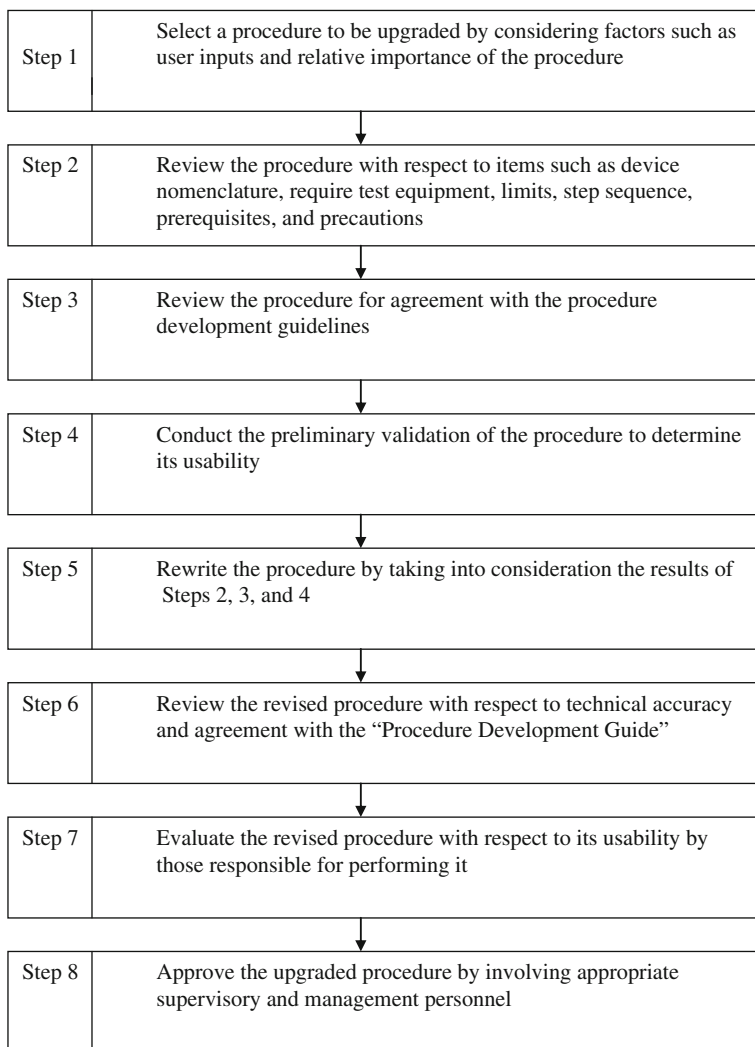 Step 1
Select a procedure to be upgraded by considering factors such as
user inputs and relative importance of the procedure
Step 2
Review the procedure with respect to items such as device
nomenclature, require test equipment, limits, step sequence,
prerequisites, and precautions
Step 3
Review the procedure for agreement with the procedure
development guidelines
Step 4
Conduct the preliminary validation of the procedure to determine
its usability
Step 5
Rewrite the procedure by taking into consideration the results of
Steps 2, 3, and 4
Step 6
Review the revised procedure with respect to technical accuracy
and agreement with the “Procedure Development Guide”
Step 7
Evaluate the revised procedure with respect to its usability by
those responsible for performing it
Step 8
Approve the upgraded procedure by involving appropriate
supervisory and management personnel